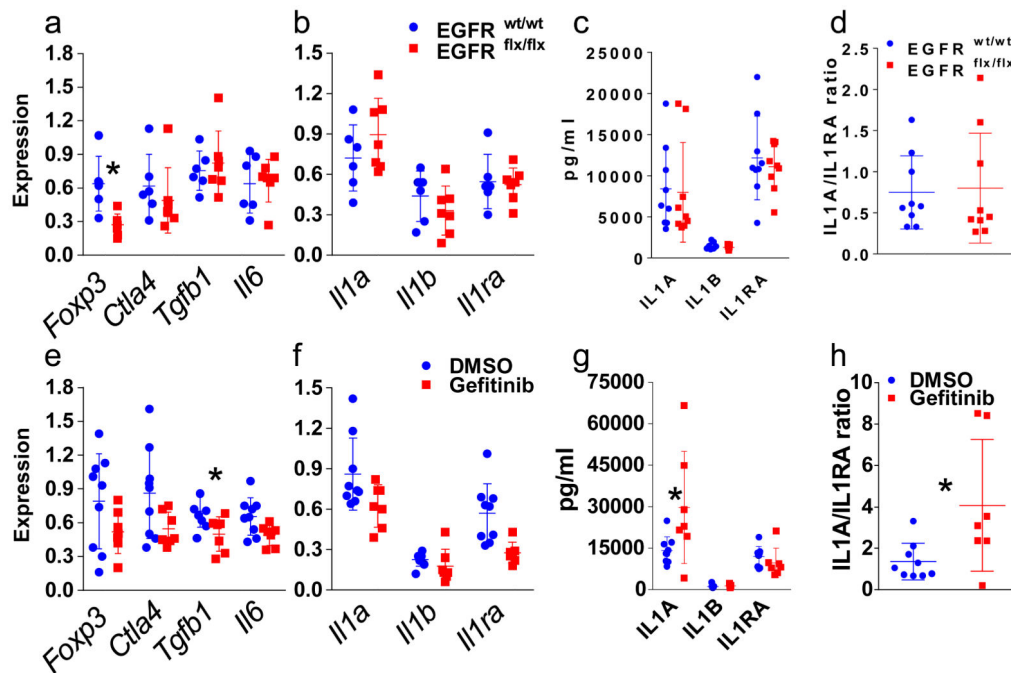 a
Expression
1.8
1.5
1.2
0.9
0.6
0.3
0.0
*
Foxp3
Ctla4
Tgfb1
Il6
b
EGFR wt/wt
EGFR flx/flx
1.8
1.5
1.2
0.9
0.6
0.3
0.0
Il1a
Il1b
Il1ra
c
pg/ml
25000
20000
15000
10000
5000
0
IL1A
IL1B
IL1RA
d
EGFR wt/wt
EGFR flx/flx
IL1A/IL1RA ratio
2.5
2.0
1.5
1.0
0.5
0.0
e
Expression
1.8
1.5
1.2
0.9
0.6
0.3
0.0
*
Foxp3
Ctla4
Tgfb1
Il6
f
DMSO
Gefitinib
1.5
1.2
0.9
0.6
0.3
0.0
Il1a
Il1b
Il1ra
g
pg/ml
75000
60000
45000
30000
15000
0
*
IL1A
IL1B
IL1RA
h
DMSO
Gefitinib
IL1A/IL1RA ratio
10
8
6
4
2
0
*